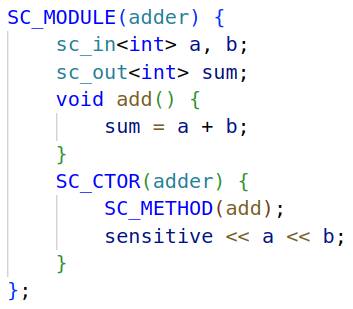 SC_MODULE(adder) {
    sc_in<int> a, b;
    sc_out<int> sum;
    void add() {
        sum = a + b;
    }
    SC_CTOR(adder) {
        SC_METHOD(add);
        sensitive << a << b;
    }
};